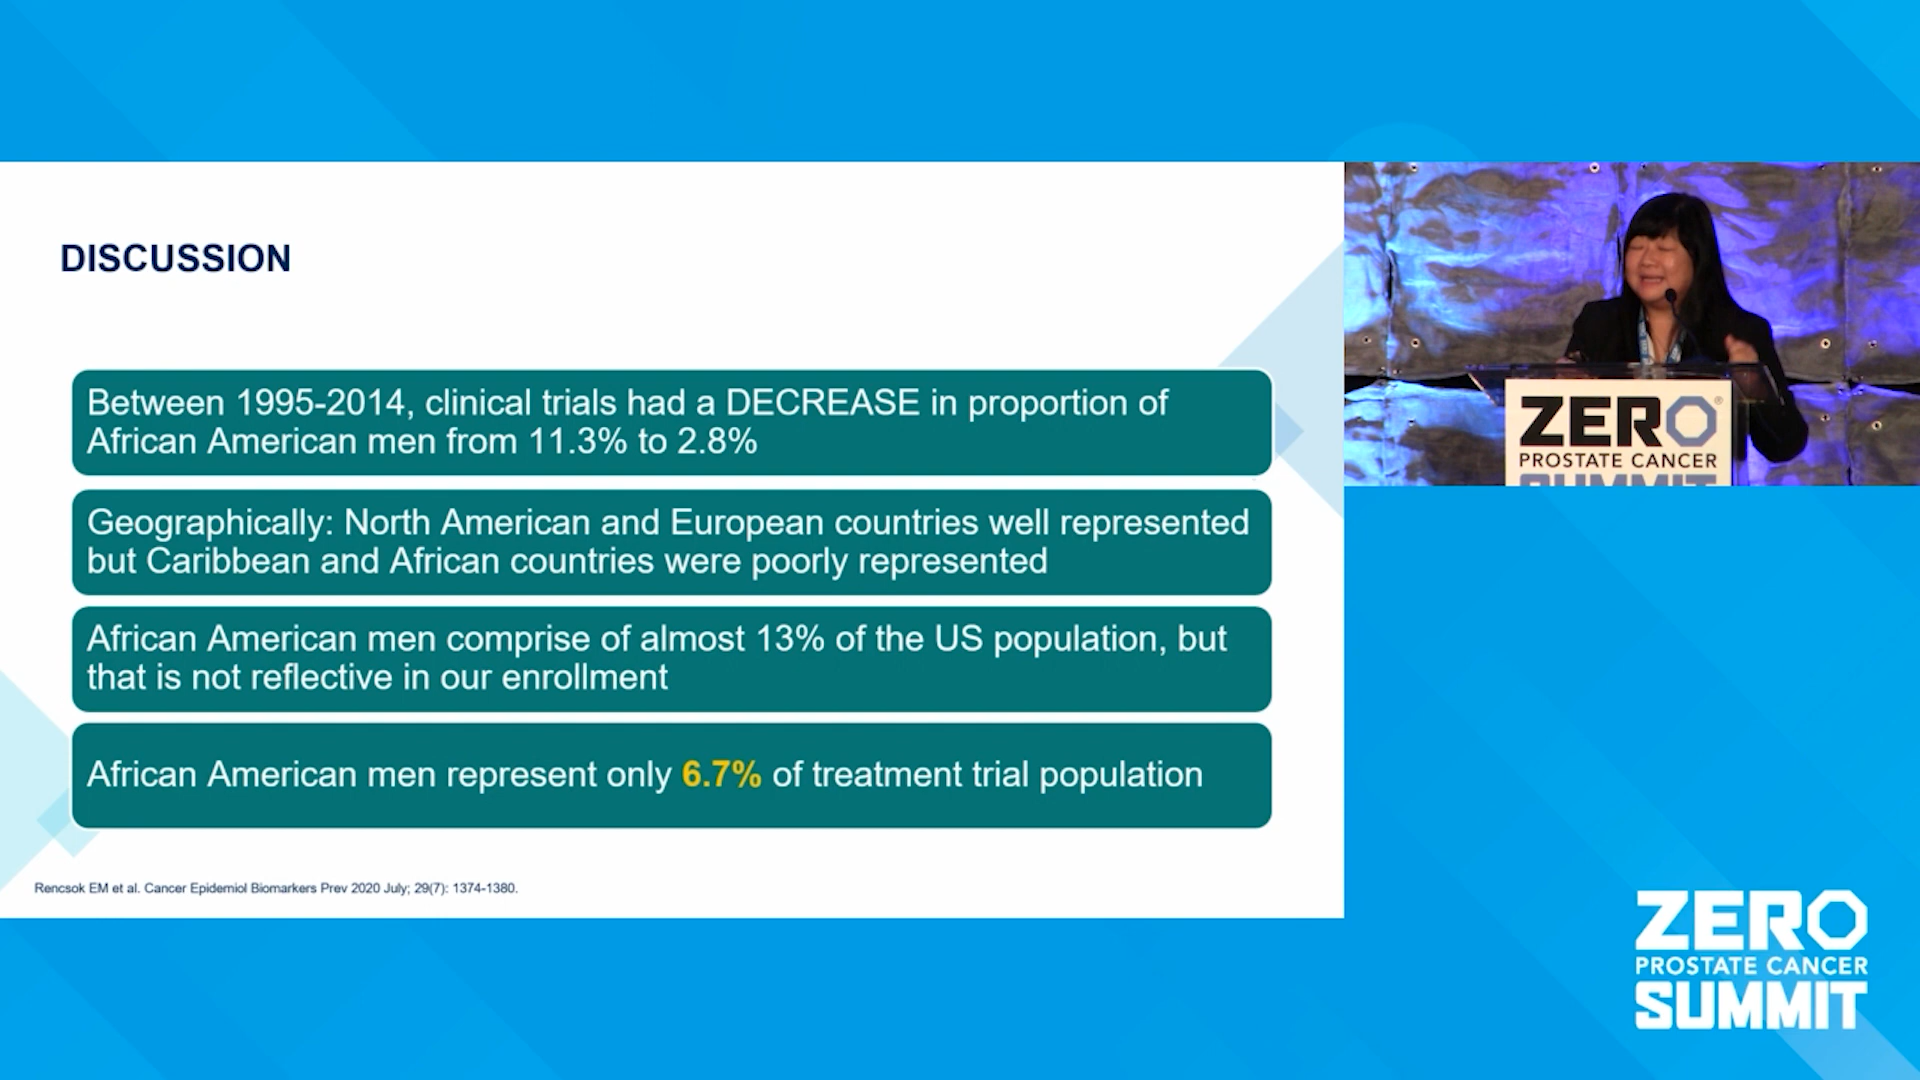 DISCUSSION
Between 1995-2014, clinical trials had a DECREASE in proportion of
African American men from 11.3% to 2.8%
Geographically: North American and European countries well represented
but Caribbean and African countries were poorly represented
African American men comprise of almost 13% of the US population, but
that is not reflective in our enrollment
African American men represent only 6.7% of treatment trial population
Rencsok EM et al. Cancer Epidemiol Biomarkers Prev 2020 July; 29(7): 1374-1380.
ZERO®
PROSTATE CANCER
SUMMIT
ZERO
PROSTATE CANCER
SUMMIT